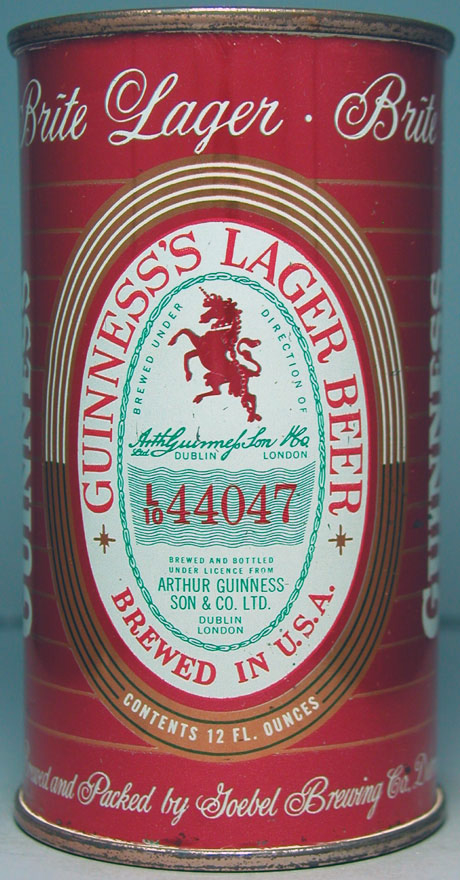 Brite Lager · Brite
GUINNESS'S LAGER BEER
BREWED UNDER DIRECTION OF
Arth Guinness Son & Co
Ltd DUBLIN LONDON
L/10 44047
BREWED AND BOTTLED
UNDER LICENCE FROM
ARTHUR GUINNESS
SON & CO. LTD.
DUBLIN
LONDON
BREWED IN U.S.A.
CONTENTS 12 FL. OUNCES
and Packed by Goebel Brewing Co.
GUINNESS
GUINNESS